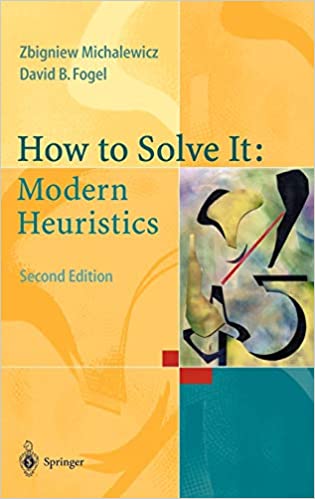 Zbigniew Michalewicz
David B. Fogel
How to Solve It:
Modern
Heuristics
Second Edition
Springer